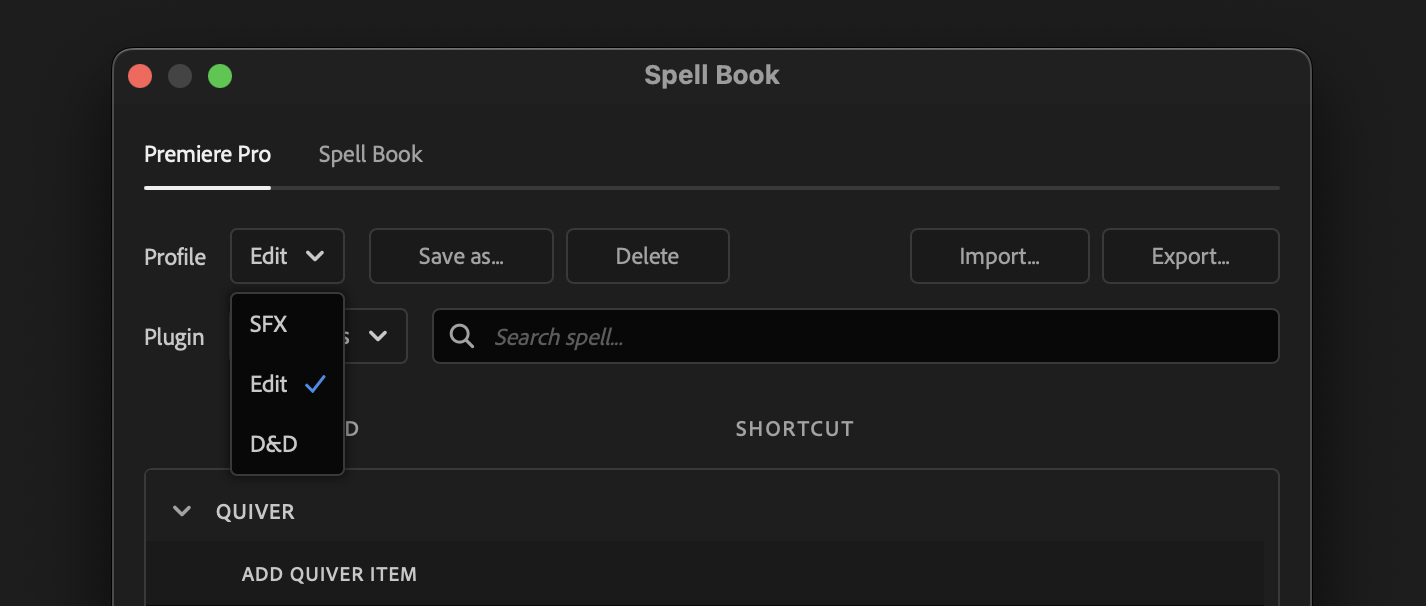 Spell Book
Premiere Pro Spell Book
Profile Edit Save as... Delete Import... Export...
SFX
Plugin Search spell...
Edit
SHORTCUT
D&D
QUIVER
ADD QUIVER ITEM